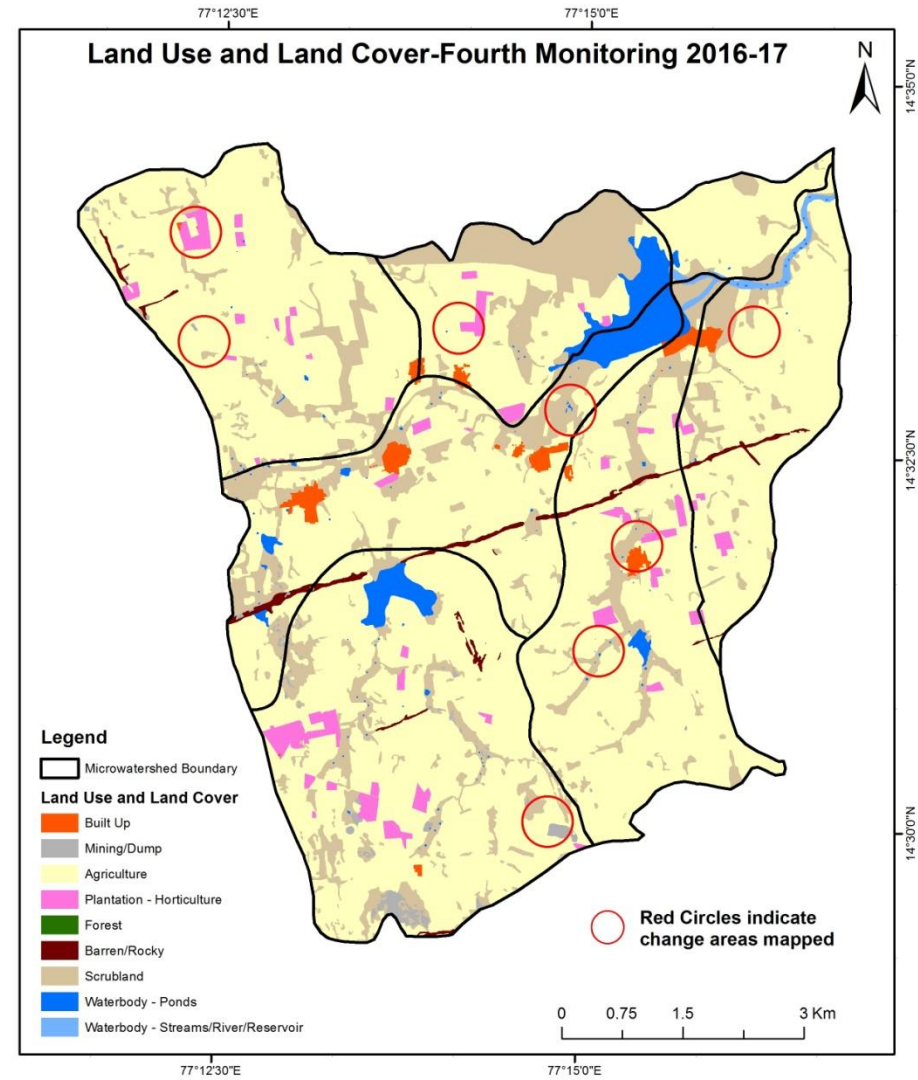 77°12'30"E 77°15'0"E
Land Use and Land Cover-Fourth Monitoring 2016-17
N
14°35'0"N
14°32'30"N
14°30'0"N
Legend
Microwatershed Boundary
Land Use and Land Cover
Built Up
Mining/Dump
Agriculture
Plantation - Horticulture
Forest
Barren/Rocky
Scrubland
Waterbody - Ponds
Waterbody - Streams/River/Reservoir
Red Circles indicate
change areas mapped
0 0.75 1.5 3 Km
77°12'30"E 77°15'0"E